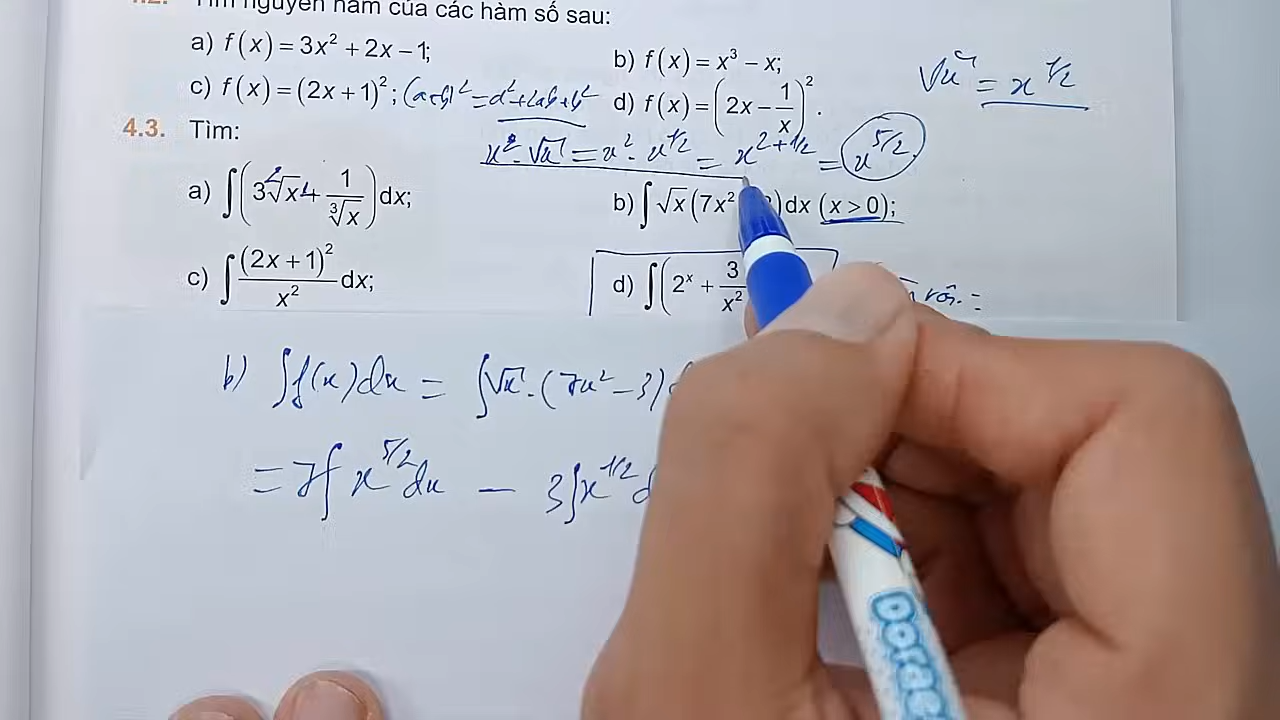 4.2. Tìm nguyên hàm của các hàm số sau:
a) f(x) = 3x² + 2x − 1;
b) f(x) = x³ − x;
√x = x^1/2
c) f(x) = (2x + 1)²; (a+b)² = a²+2ab+b²
d) f(x) = (2x − 1/x)².
4.3. Tìm:
x²·√x = x²·x^1/2 = x^2+1/2 = x^5/2
a) ∫(3√x + 1/∛x)dx;
b) ∫√x(7x² )dx (x > 0);
c) ∫(2x + 1)²/x² dx;
d) ∫(2ˣ + 3/x²
b) ∫f(x)dx = ∫√x·(7x² − 3)d
= 7∫x^5/2 dx − 3∫x^1/2 d
Dorae